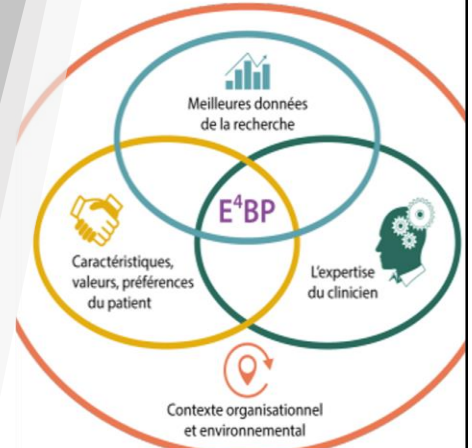 Meilleures données
de la recherche
E⁴BP
Caractéristiques,
valeurs, préférences
du patient
L'expertise
du clinicien
Contexte organisationnel
et environnemental